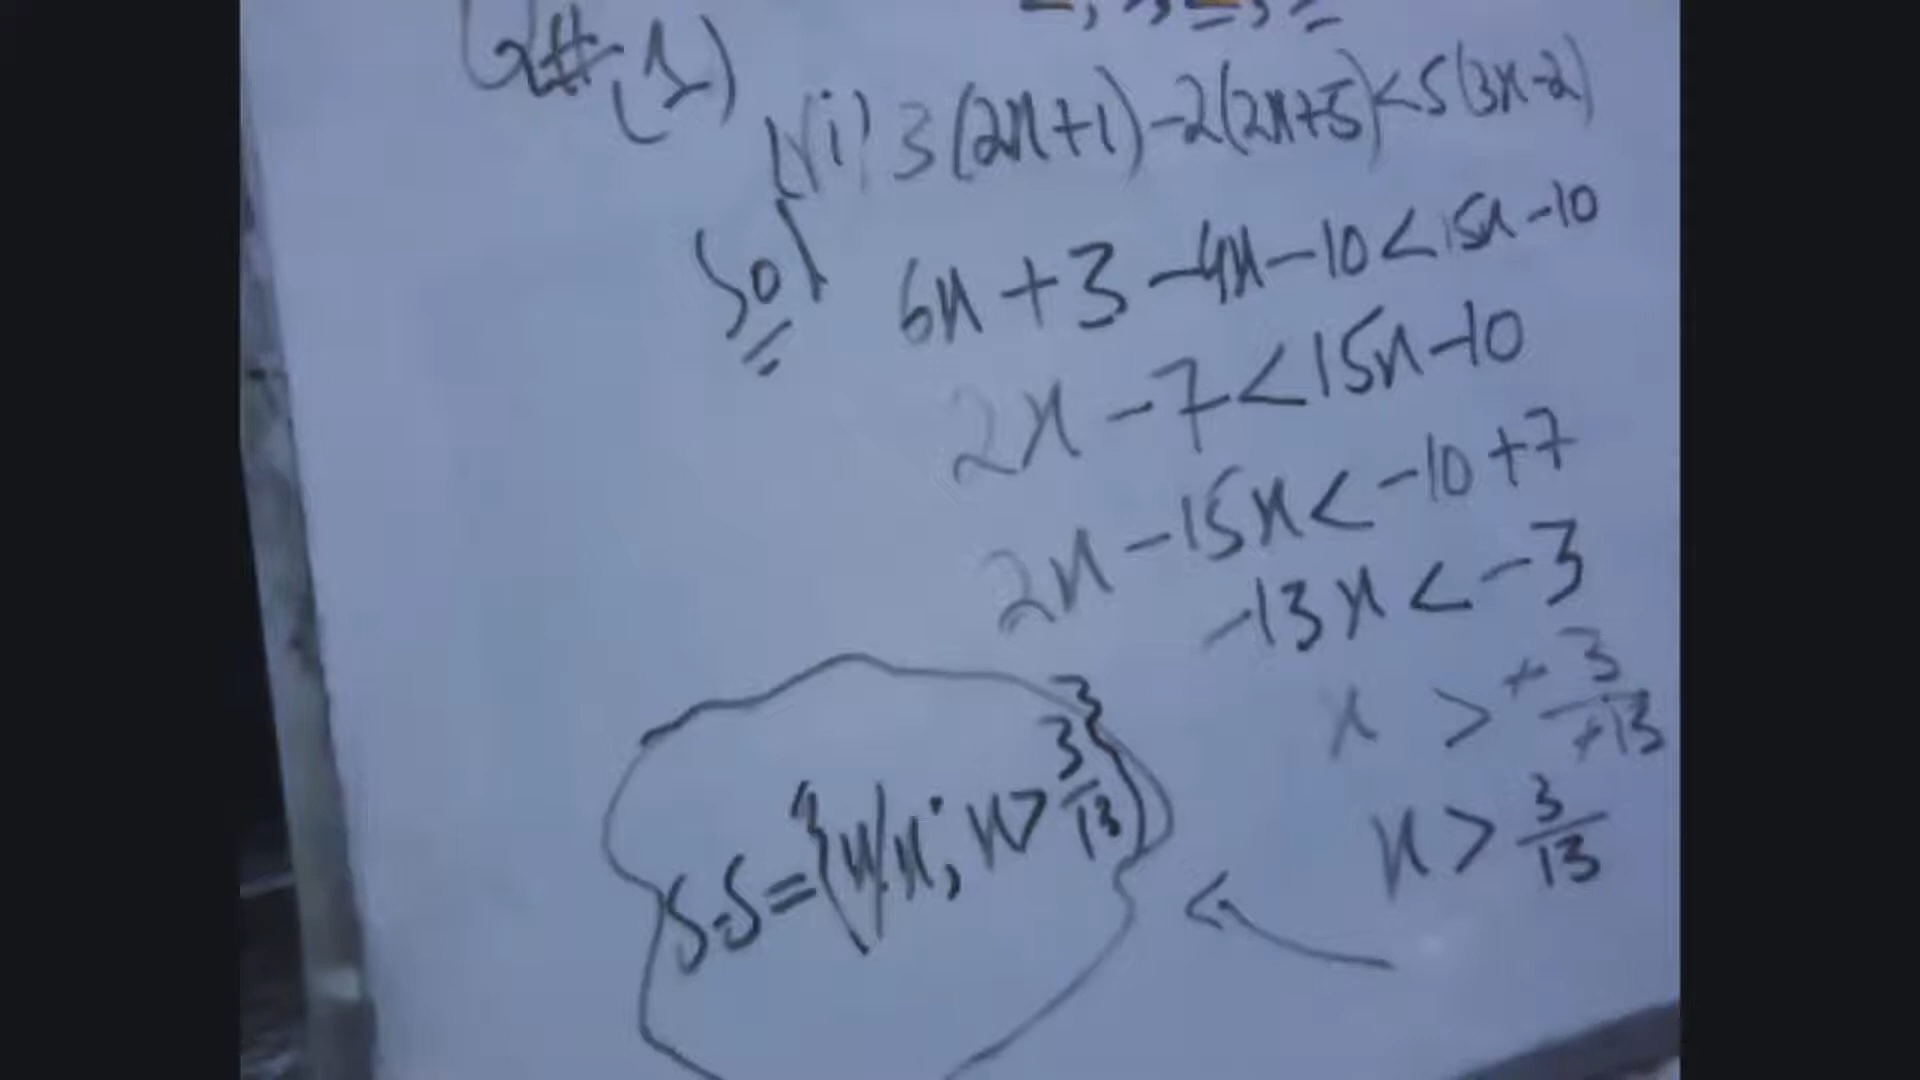 Q#(1)
(vi) 3(2x+1)-2(2x+5)<5(3x-2)
Sol
6x+3-4x-10<15x-10
2x-7<15x-10
2x-15x<-10+7
-13x<-3
x > +3/+13
x > 3/13
S.S={x/x; x> 3/13}